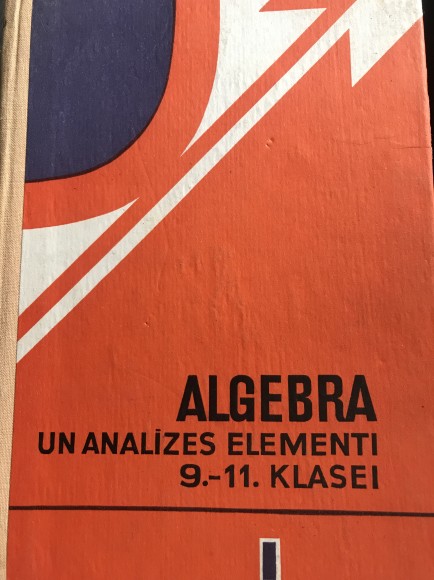 ALGEBRA
UN ANALĪZES ELEMENTI
9.-11. KLASEI